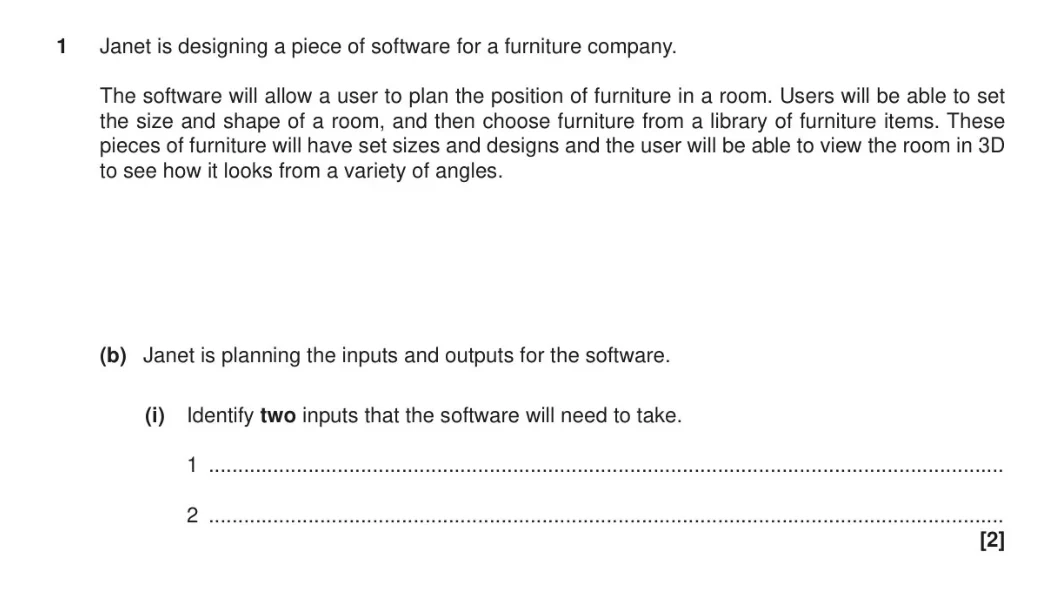 1 Janet is designing a piece of software for a furniture company.
The software will allow a user to plan the position of furniture in a room. Users will be able to set
the size and shape of a room, and then choose furniture from a library of furniture items. These
pieces of furniture will have set sizes and designs and the user will be able to view the room in 3D
to see how it looks from a variety of angles.
(b) Janet is planning the inputs and outputs for the software.
(i) Identify two inputs that the software will need to take.
1 ........................................................................................................................................
2 ........................................................................................................................................
[2]